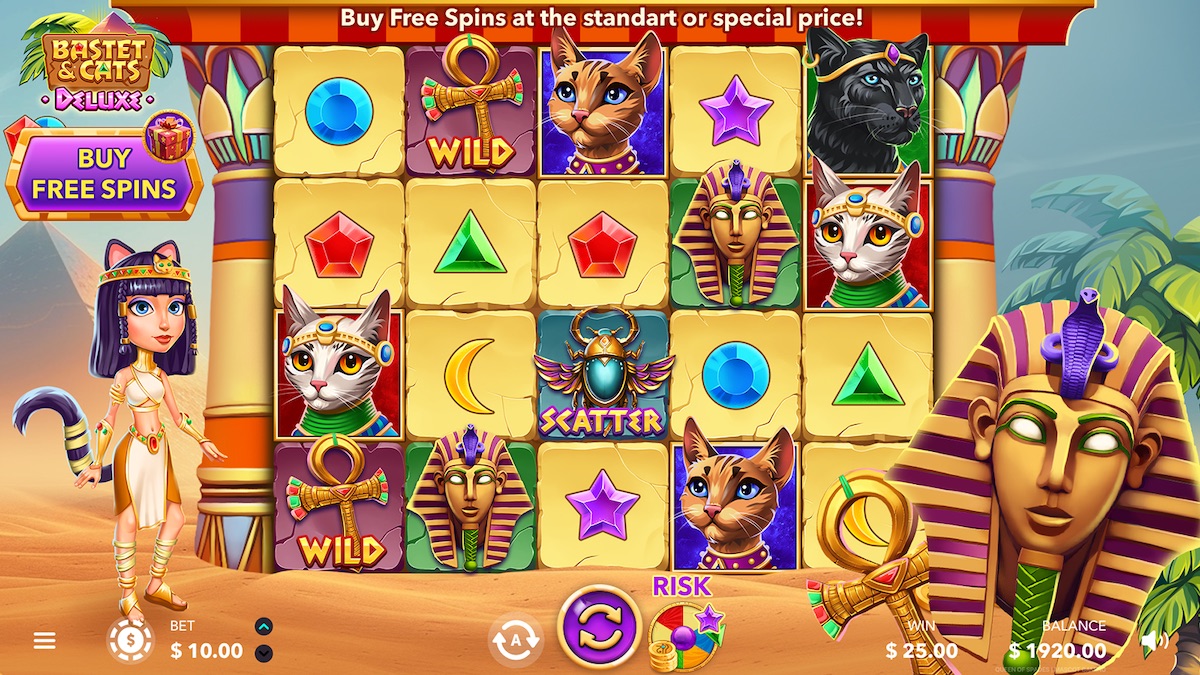 Buy Free Spins at the standart or special price!
BASTET
& CATS
DELUXE
BUY
FREE SPINS
WILD
SCATTER
WILD
RISK
BET
$ 10.00
$
A
WIN
$ 25.00
BALANCE
$ 1920.00